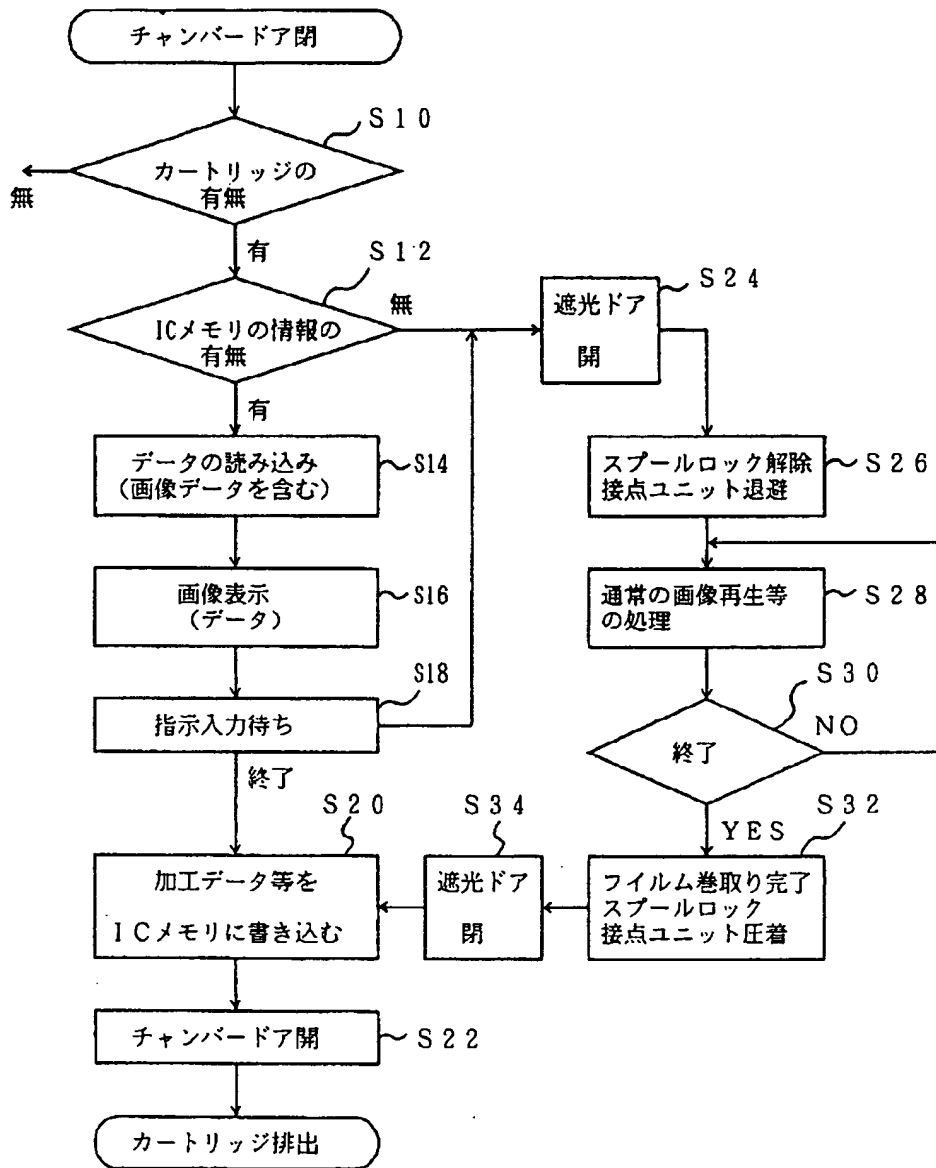 チャンバードア閉
S10
カートリッジの
有無
無
有
S12
ICメモリの情報の
有無
無
有
S24
遮光ドア
開
データの読み込み
(画像データを含む)
S14
スプールロック解除
接点ユニット退避
S26
画像表示
(データ)
S16
通常の画像再生等
の処理
S28
S18
指示入力待ち
終了
S30
終了
NO
YES
S20
加工データ等を
ICメモリに書き込む
S34
遮光ドア
閉
S32
フイルム巻取り完了
スプールロック
接点ユニット圧着
チャンバードア開
S22
カートリッジ排出